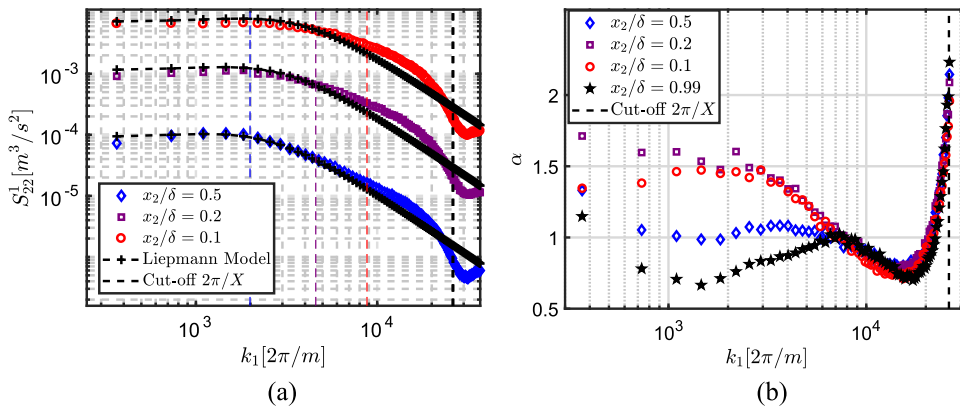 10^{-3}
10^{-4}
10^{-5}
S^1_{22}[m^3/s^2]
x_2/δ = 0.5
x_2/δ = 0.2
x_2/δ = 0.1
Liepmann Model
Cut-off 2π/X
10^3
10^4
k_1[2π/m]
(a)
x_2/δ = 0.5
x_2/δ = 0.2
x_2/δ = 0.1
x_2/δ = 0.99
Cut-off 2π/X
2
1.5
1
0.5
α
10^3
10^4
k_1[2π/m]
(b)